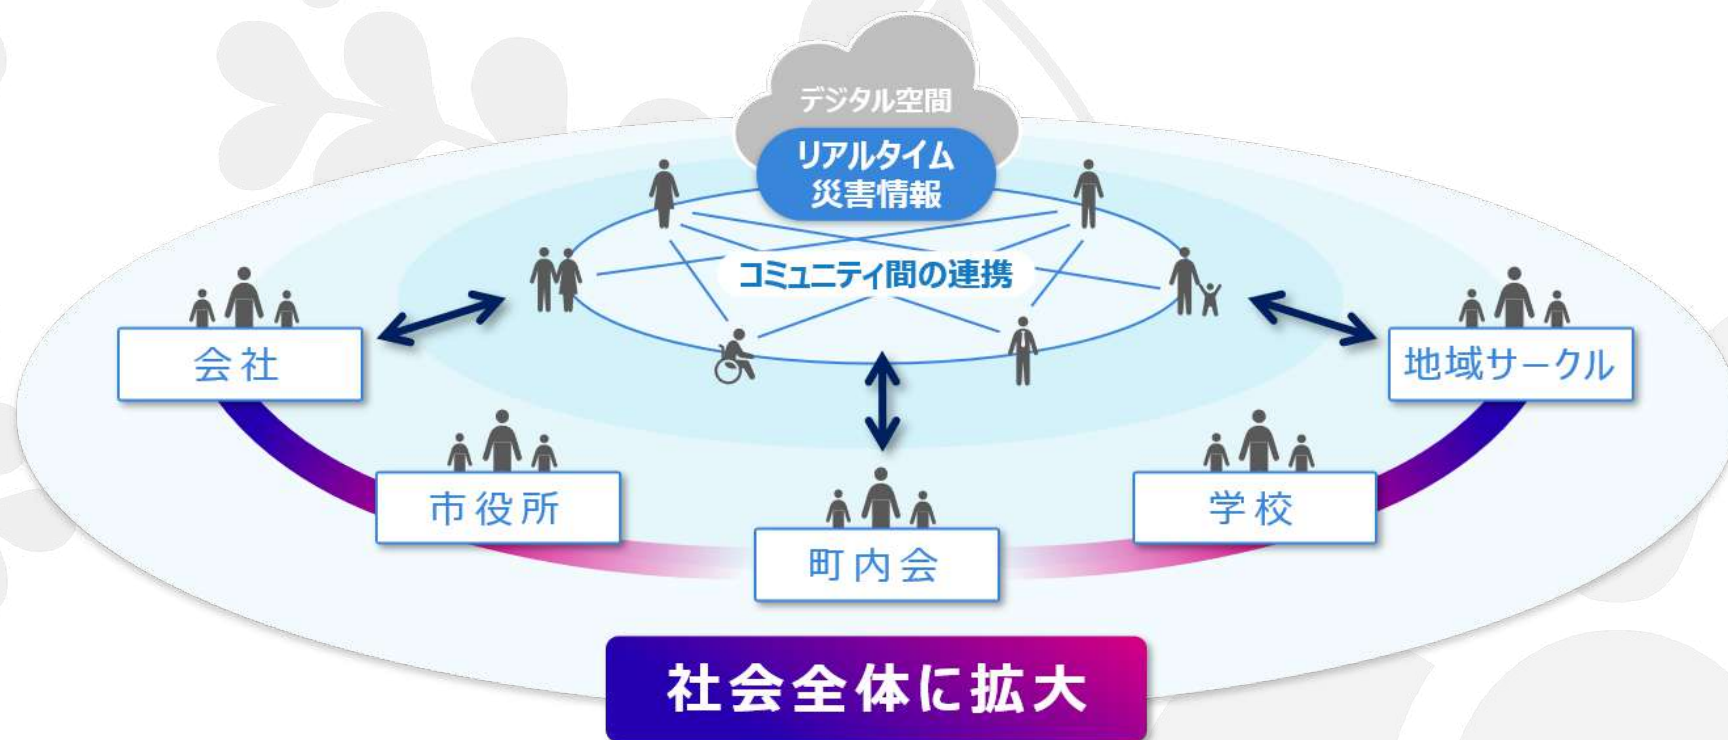 デジタル空間
リアルタイム
災害情報
コミュニティ間の連携
会社
地域サークル
市役所
学校
町内会
社会全体に拡大